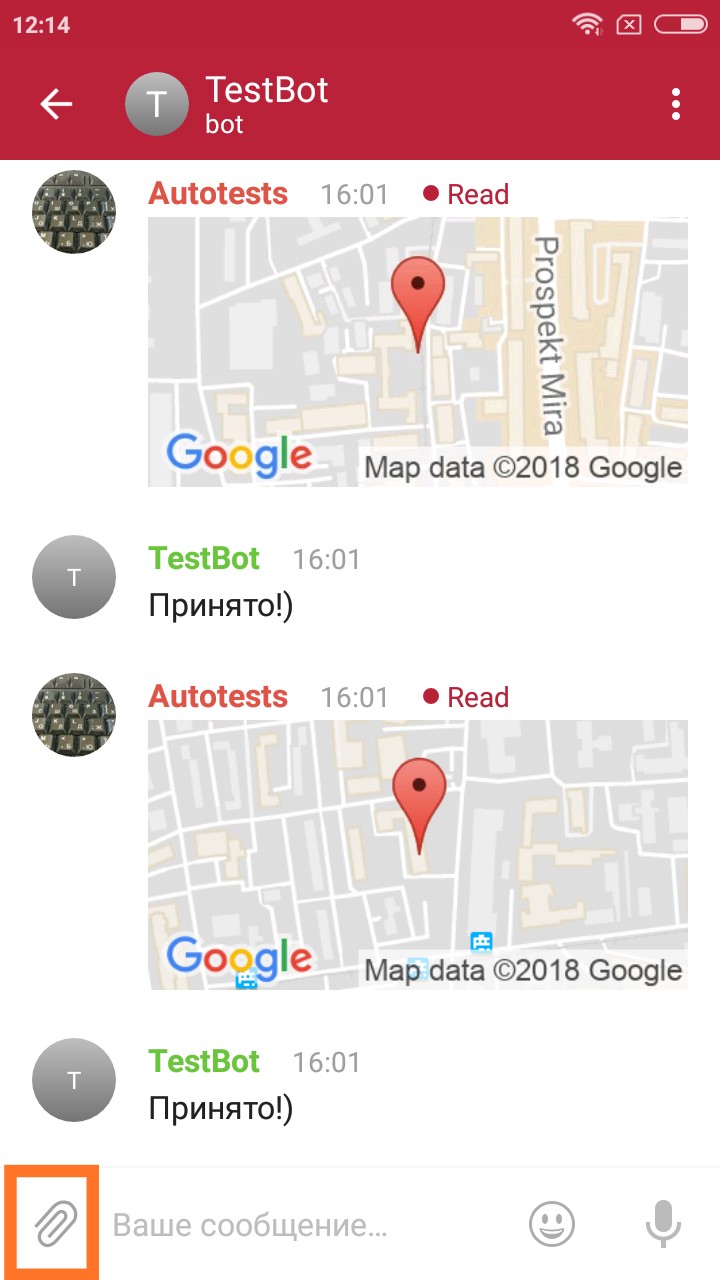 12:14
T
TestBot
bot
Autotests 16:01 Read
Prospekt Mira
Google
Map data ©2018 Google
T
TestBot 16:01
Принято!)
Autotests 16:01 Read
Google
Map data ©2018 Google
T
TestBot 16:01
Принято!)
Ваше сообщение...